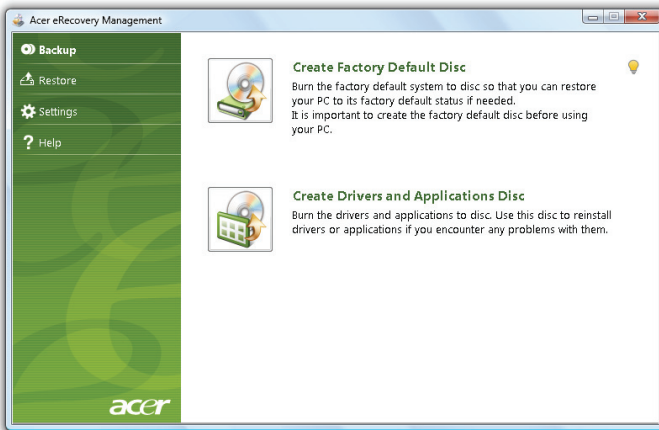 Acer eRecovery Management
Backup
Restore
Settings
Help
Create Factory Default Disc
Burn the factory default system to disc so that you can restore
your PC to its factory default status if needed.
It is important to create the factory default disc before using
your PC.
Create Drivers and Applications Disc
Burn the drivers and applications to disc. Use this disc to reinstall
drivers or applications if you encounter any problems with them.
acer